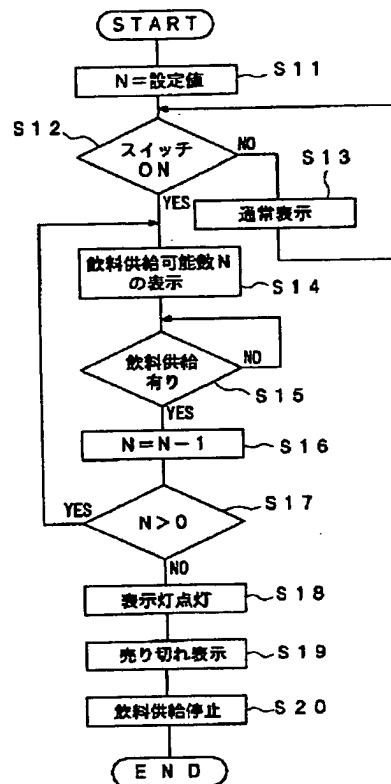 START
N=設定値
S11
S12
スイッチ
ON
NO
S13
YES
通常表示
飲料供給可能数N
の表示
S14
飲料供給
有り
NO
S15
YES
N=N-1
S16
S17
YES
N>0
NO
表示灯点灯
S18
売り切れ表示
S19
飲料供給停止
S20
END